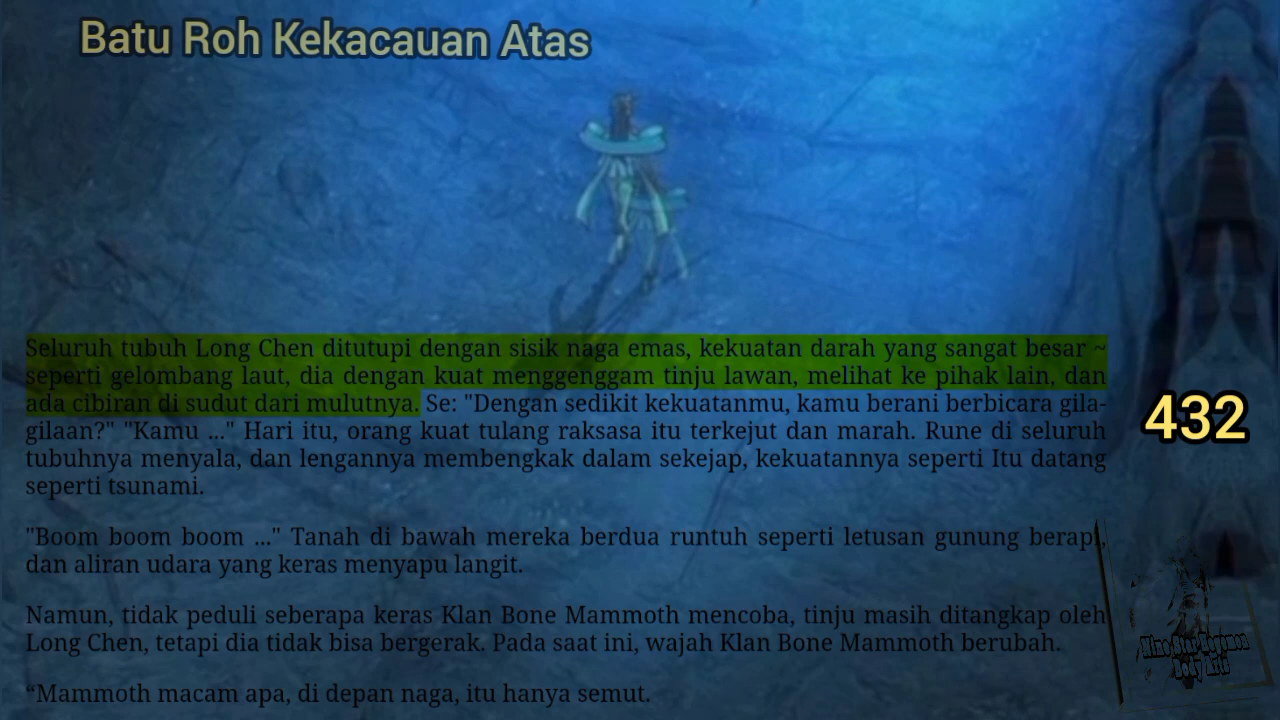 Batu Roh Kekacauan Atas
Seluruh tubuh Long Chen ditutupi dengan sisik naga emas, kekuatan darah yang sangat besar ~
seperti gelombang laut, dia dengan kuat menggenggam tinju lawan, melihat ke pihak lain, dan
ada cibiran di sudut dari mulutnya. Se: "Dengan sedikit kekuatanmu, kamu berani berbicara gila-
gilaan?" "Kamu ..." Hari itu, orang kuat tulang raksasa itu terkejut dan marah. Rune di seluruh
tubuhnya menyala, dan lengannya membengkak dalam sekejap, kekuatannya seperti Itu datang
seperti tsunami.
432
"Boom boom boom ..." Tanah di bawah mereka berdua runtuh seperti letusan gunung berapi,
dan aliran udara yang keras menyapu langit.
Namun, tidak peduli seberapa keras Klan Bone Mammoth mencoba, tinju masih ditangkap oleh
Long Chen, tetapi dia tidak bisa bergerak. Pada saat ini, wajah Klan Bone Mammoth berubah.
“Mammoth macam apa, di depan naga, itu hanya semut.
Nine Star Hegemon
Body Arts